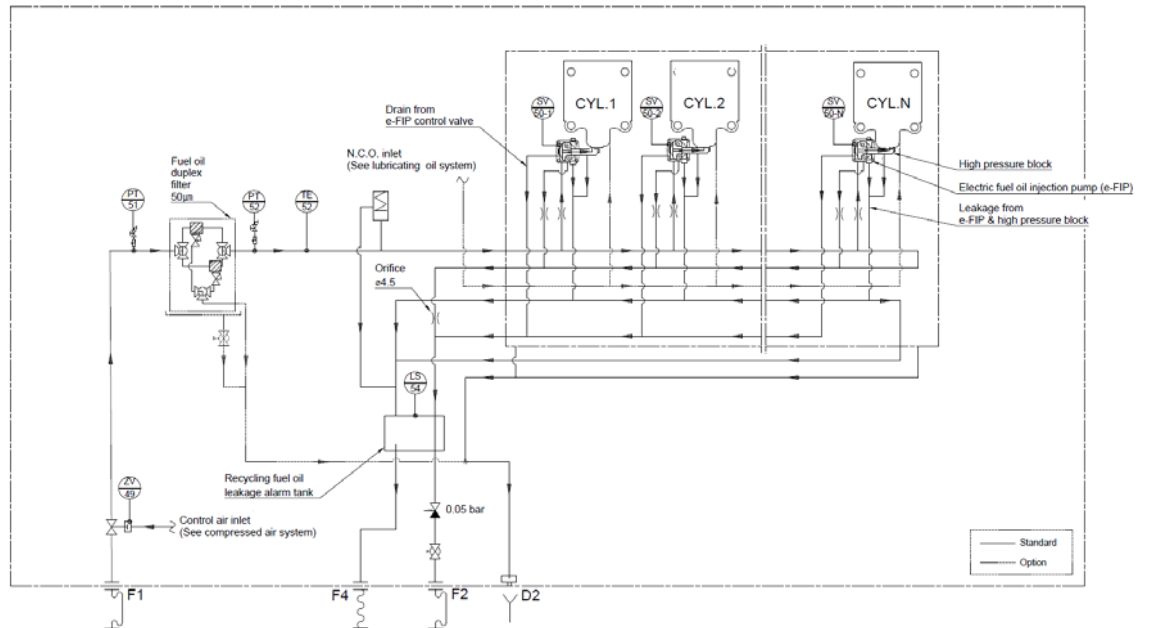 SV
50-1
CYL.1
SV
50-2
CYL.2
SV
50-N
CYL.N
Drain from
e-FIP control valve
N.C.O. inlet
(See lubricating oil system)
Fuel oil
duplex
filter
50㎛
PT
51
PT
52
TE
52
High pressure block
Electric fuel oil injection pump (e-FIP)
Leakage from
e-FIP & high pressure block
Orifice
ø4.5
LS
54
Recycling fuel oil
leakage alarm tank
ZV
49
Control air inlet
(See compressed air system)
0.05 bar
Standard
Option
F1
F4
F2
D2